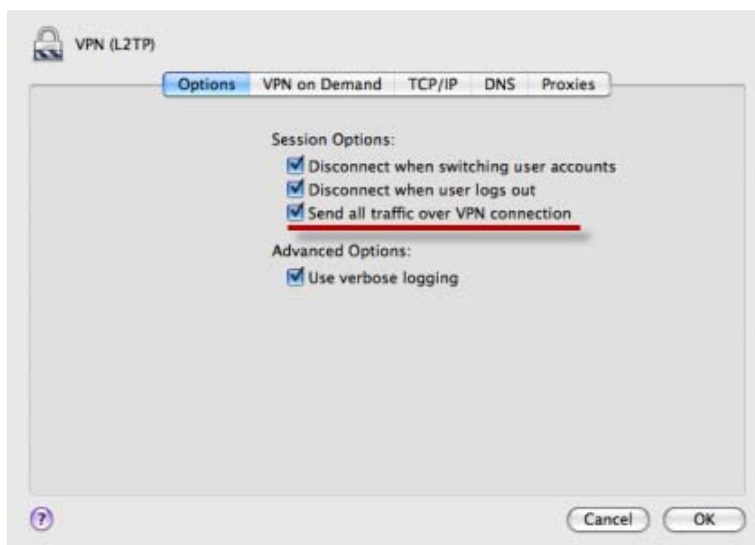 VPN (L2TP)
Options VPN on Demand TCP/IP DNS Proxies
Session Options:
Disconnect when switching user accounts
Disconnect when user logs out
Send all traffic over VPN connection
Advanced Options:
Use verbose logging
? Cancel OK